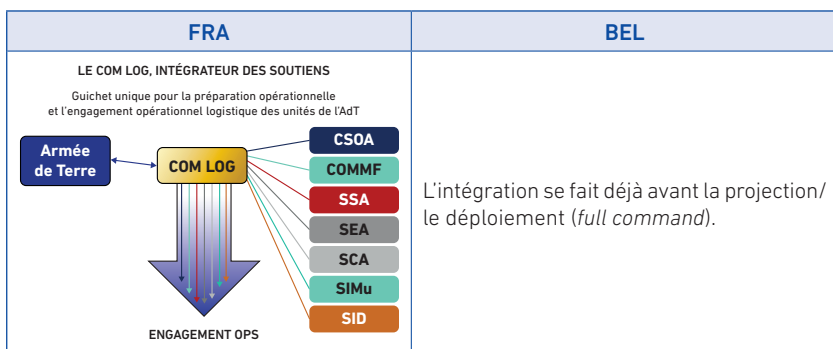 FRA
BEL
LE COM LOG, INTÉGRATEUR DES SOUTIENS
Guichet unique pour la préparation opérationnelle
et l'engagement opérationnel logistique des unités de l'AdT
Armée
de Terre
COM LOG
CSOA
COMMF
SSA
SEA
SCA
SIMu
SID
ENGAGEMENT OPS
L'intégration se fait déjà avant la projection/
le déploiement (full command).